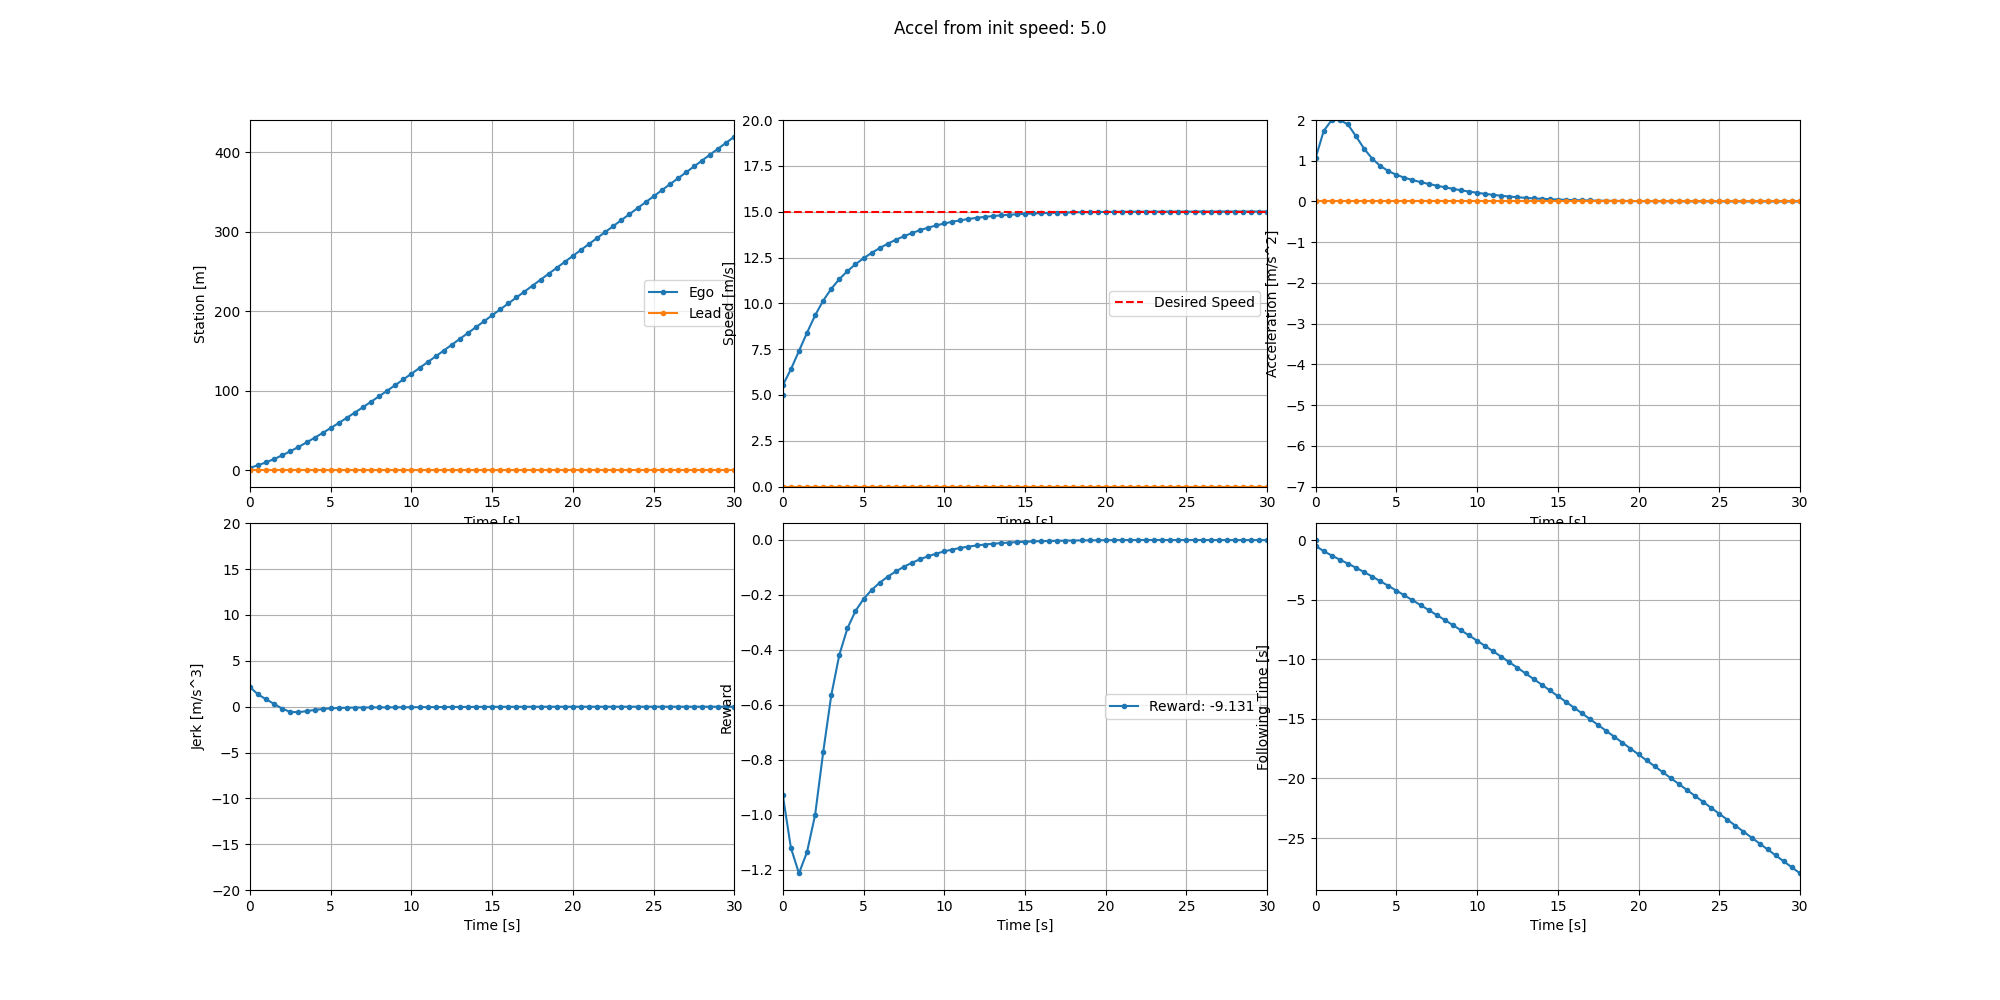 Accel from init speed: 5.0
400
300
200
100
0
Station [m]
0 5 10 15 20 25 30
Time [s]
Ego
Lead
20.0
17.5
15.0
12.5
10.0
7.5
5.0
2.5
0.0
Speed [m/s]
0 5 10 15 20 25 30
Time [s]
Desired Speed
2
1
0
−1
−2
−3
−4
−5
−6
−7
Acceleration [m/s^2]
0 5 10 15 20 25 30
Time [s]
20
15
10
5
0
−5
−10
−15
−20
Jerk [m/s^3]
0 5 10 15 20 25 30
Time [s]
0.0
−0.2
−0.4
−0.6
−0.8
−1.0
−1.2
Reward
0 5 10 15 20 25 30
Time [s]
Reward: -9.131
0
−5
−10
−15
−20
−25
Following Time [s]
0 5 10 15 20 25 30
Time [s]